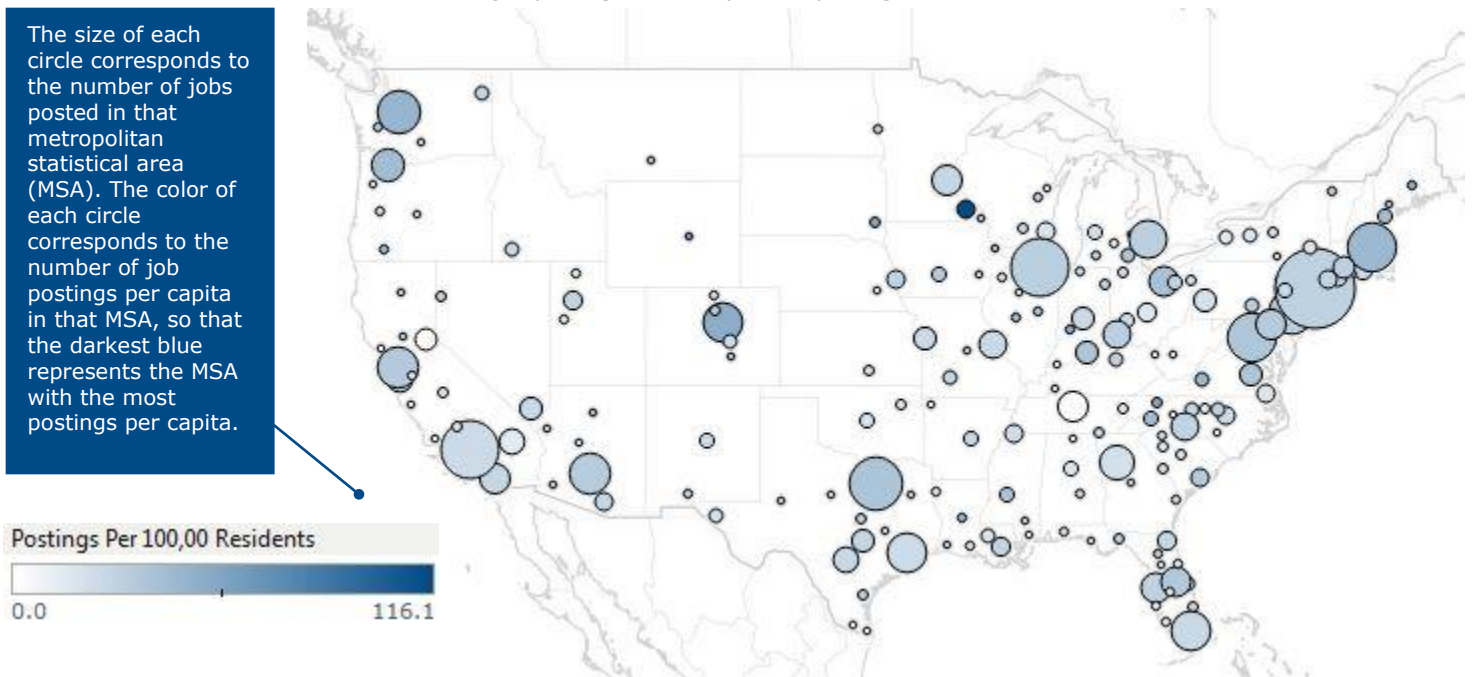 The size of each
circle corresponds to
the number of jobs
posted in that
metropolitan
statistical area
(MSA). The color of
each circle
corresponds to the
number of job
postings per capita
in that MSA, so that
the darkest blue
represents the MSA
with the most
postings per capita.
Postings Per 100,00 Residents
0.0 116.1